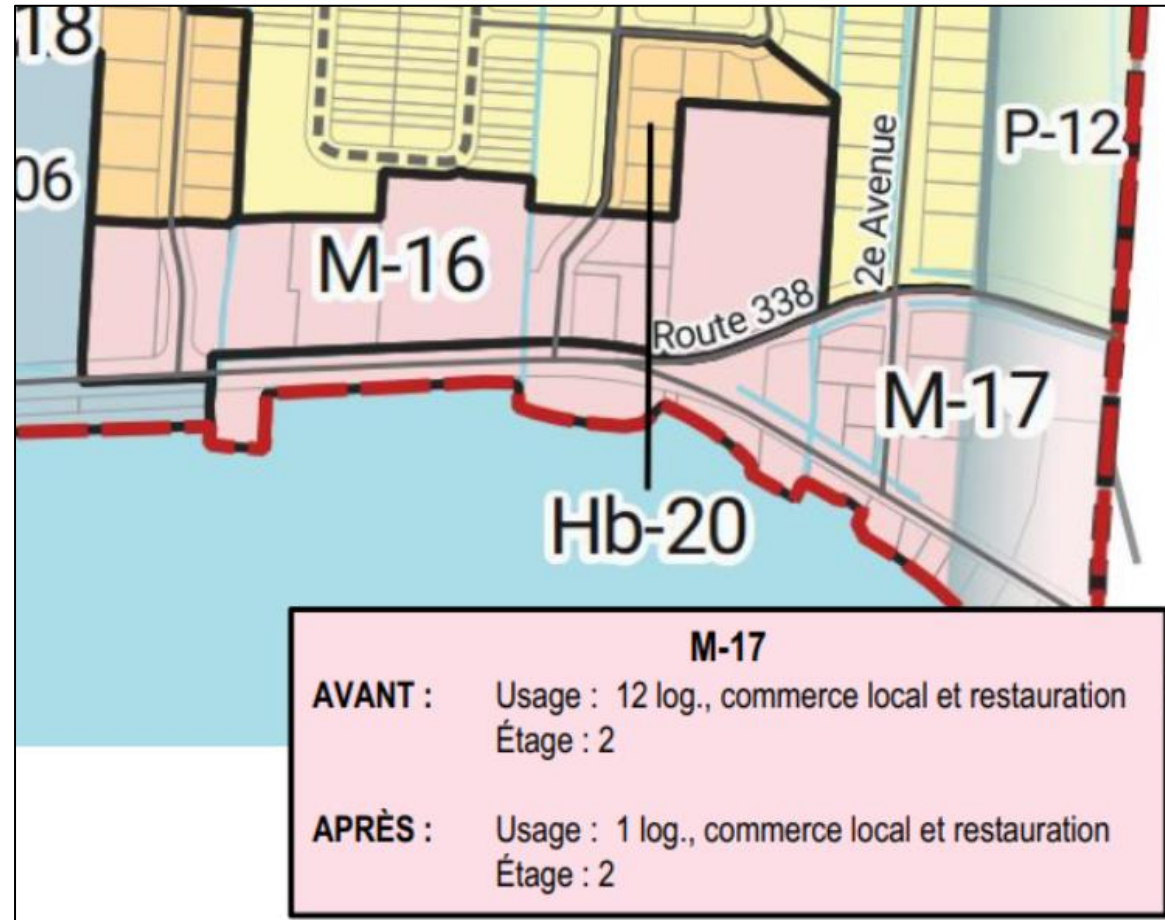 18
06
P-12
M-16
2e Avenue
Route 338
M-17
Hb-20
M-17
AVANT : Usage : 12 log., commerce local et restauration
Étage : 2
APRÈS : Usage : 1 log., commerce local et restauration
Étage : 2